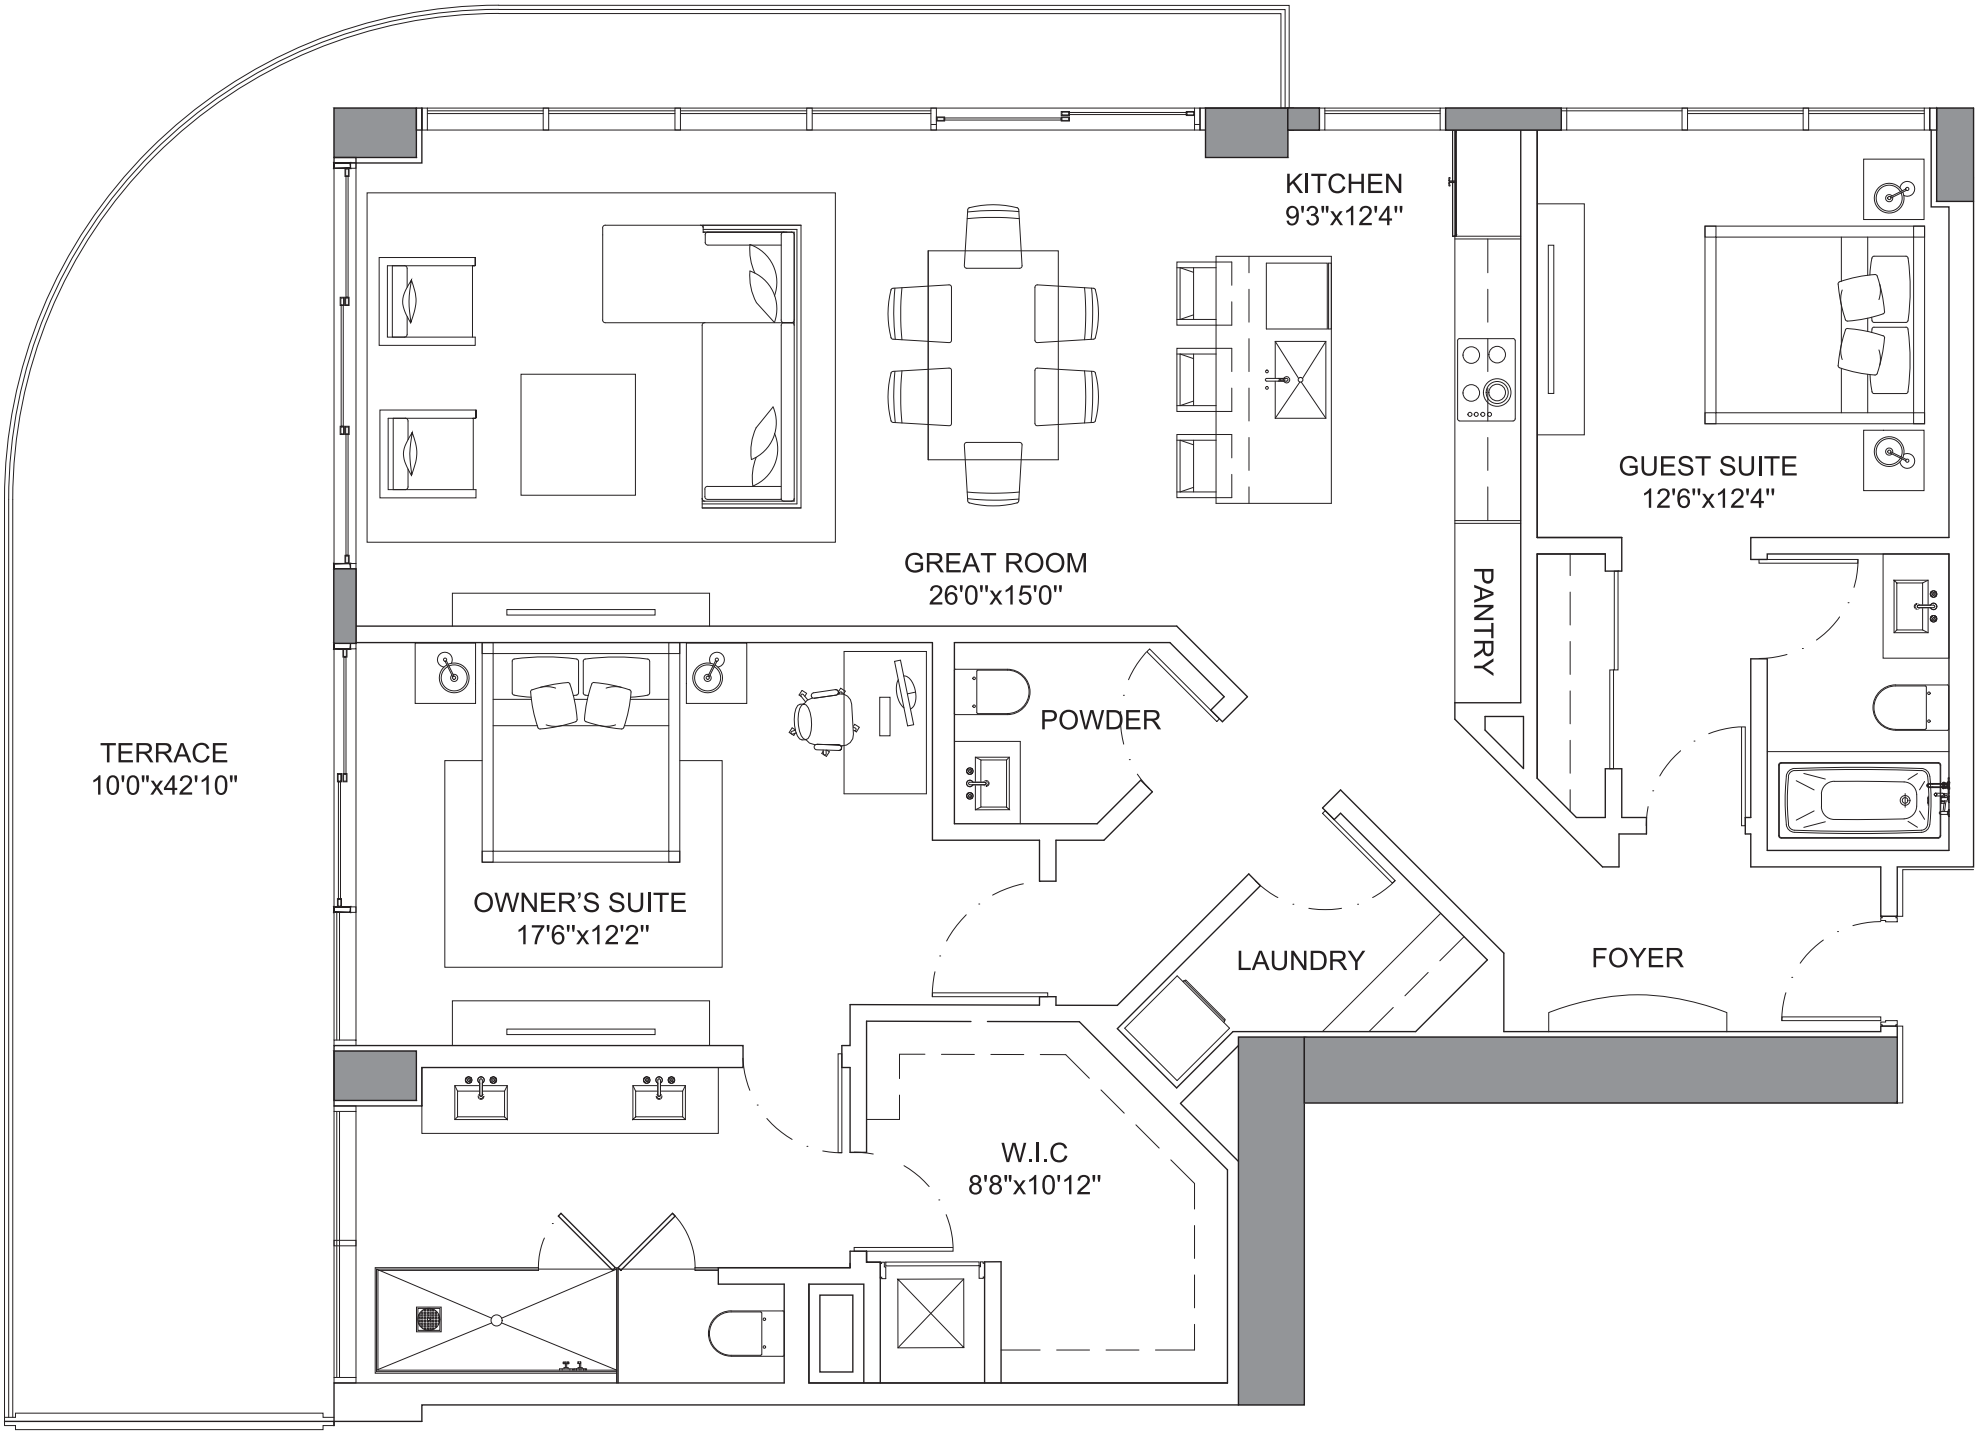 KITCHEN
9'3"x12'4"
GUEST SUITE
12'6"x12'4"
GREAT ROOM
26'0"x15'0"
PANTRY
POWDER
TERRACE
10'0"x42'10"
OWNER’S SUITE
17'6"x12'2"
LAUNDRY
FOYER
W.I.C
8'8"x10'12"